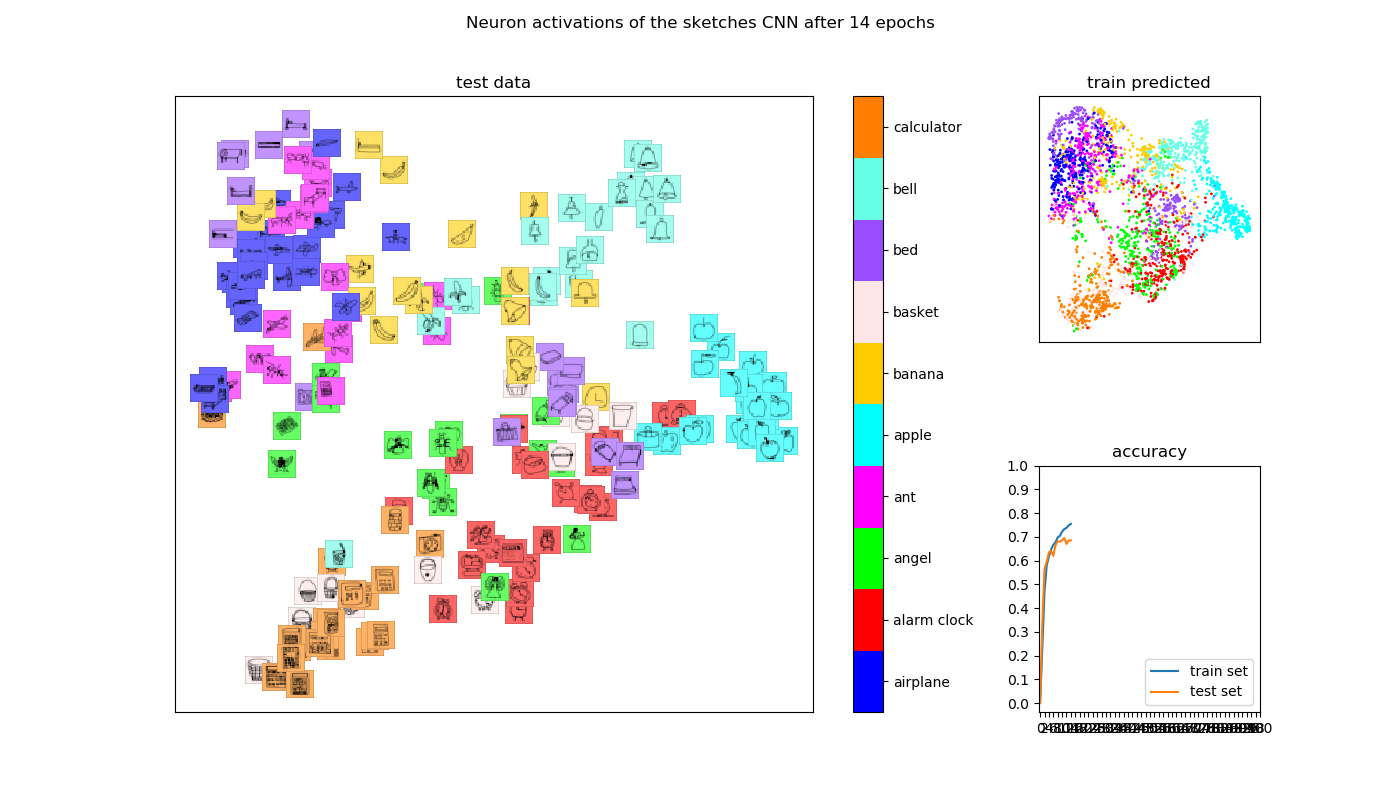 Neuron activations of the sketches CNN after 14 epochs
test data
calculator
bell
bed
basket
banana
apple
ant
angel
alarm clock
airplane
train predicted
accuracy
1.0
0.9
0.8
0.7
0.6
0.5
0.4
0.3
0.2
0.1
0.0
train set
test set